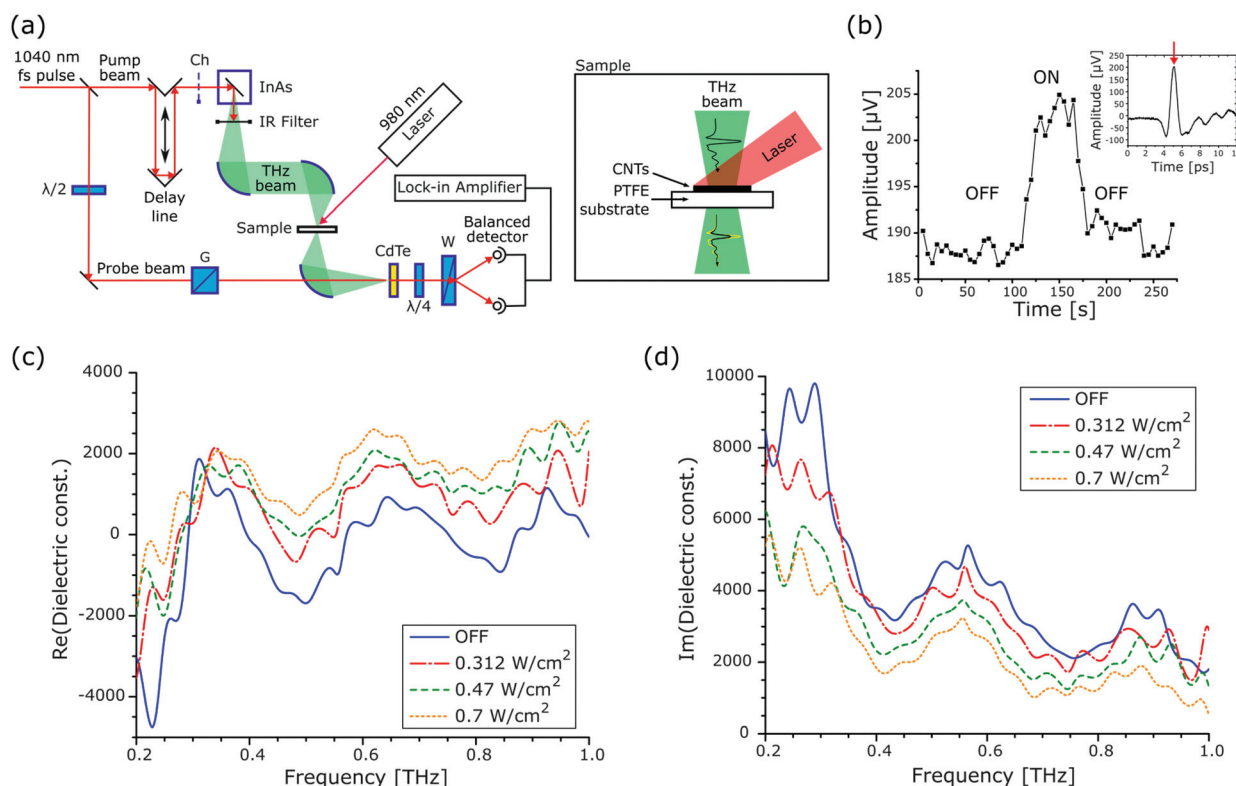 (a)
1040 nm
fs pulse
Pump
beam
Ch
InAs
IR Filter
980 nm
Laser
THz
beam
λ/2
Delay
line
Lock-in Amplifier
Sample
Balanced
detector
CdTe
W
Probe beam
G
λ/4
Sample
THz
beam
Laser
CNTs
PTFE
substrate
(b)
Amplitude [µV]
205
200
195
190
185
OFF
ON
OFF
0 50 100 150 200 250
Time [s]
Amplitude [µV]
250
200
150
100
50
0
-50
-100
0 2 4 6 8 10 12
Time [ps]
(c)
Re(Dielectric const.)
4000
2000
0
-2000
-4000
OFF
0.312 W/cm²
0.47 W/cm²
0.7 W/cm²
0.2 0.4 0.6 0.8 1.0
Frequency [THz]
(d)
Im(Dielectric const.)
10000
8000
6000
4000
2000
0
OFF
0.312 W/cm²
0.47 W/cm²
0.7 W/cm²
0.2 0.4 0.6 0.8 1.0
Frequency [THz]